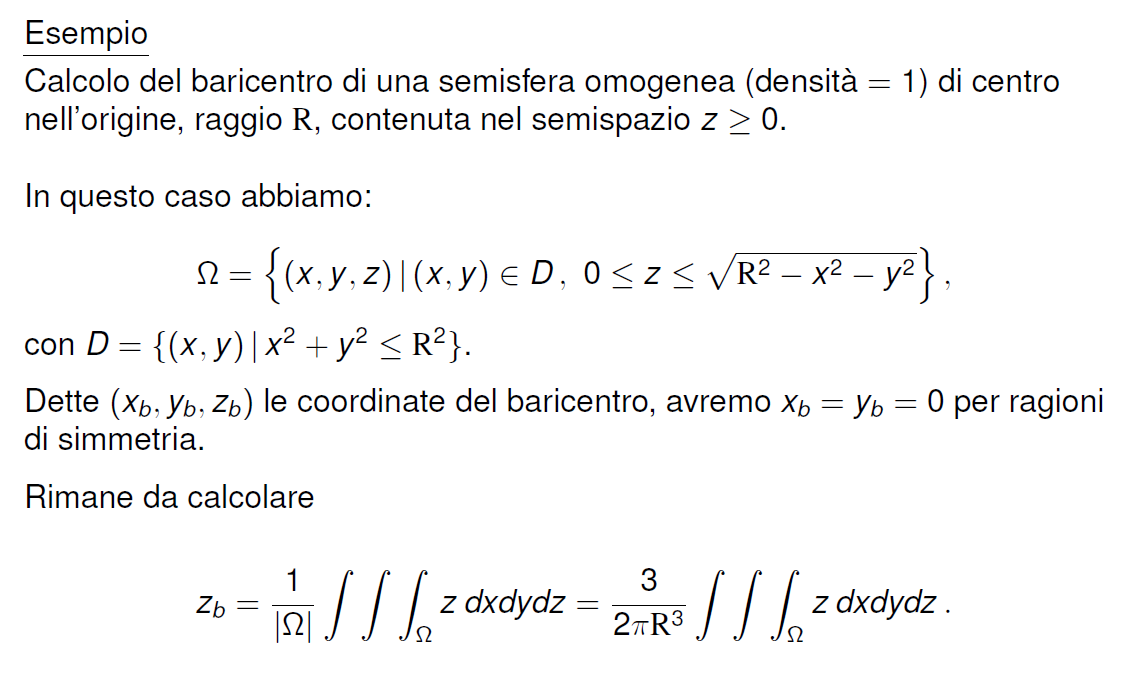 Esempio
Calcolo del baricentro di una semisfera omogenea (densità = 1) di centro
nell'origine, raggio R, contenuta nel semispazio z ≥ 0.
In questo caso abbiamo:
Ω = {(x, y, z) | (x, y) ∈ D, 0 ≤ z ≤ √(R² − x² − y²)},
con D = {(x, y) | x² + y² ≤ R²}.
Dette (x_b, y_b, z_b) le coordinate del baricentro, avremo x_b = y_b = 0 per ragioni
di simmetria.
Rimane da calcolare
z_b = 1/|Ω| ∫∫∫_Ω z dxdydz = 3/(2πR³) ∫∫∫_Ω z dxdydz .